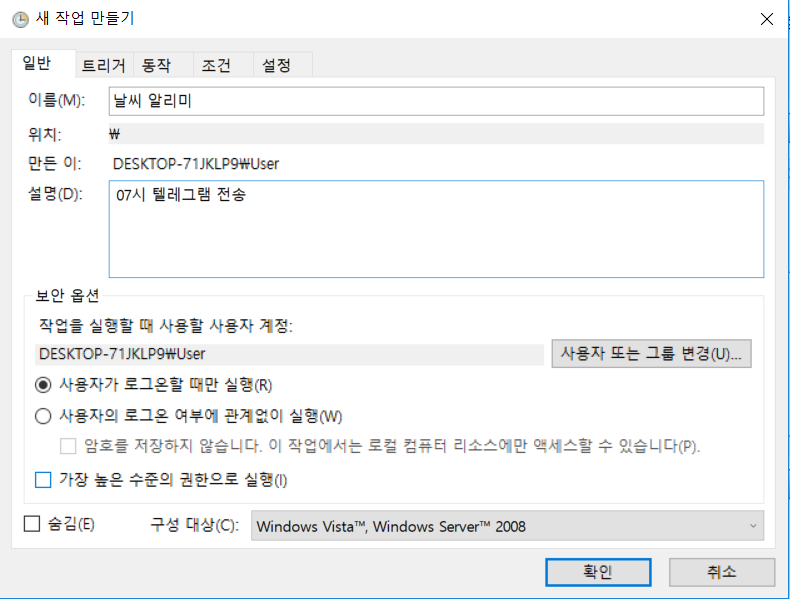 새 작업 만들기
일반 트리거 동작 조건 설정
이름(M): 날씨 알리미
위치: ₩
만든 이: DESKTOP-71JKLP9₩User
설명(D): 07시 텔레그램 전송
보안 옵션
작업을 실행할 때 사용할 사용자 계정:
DESKTOP-71JKLP9₩User 사용자 또는 그룹 변경(U)...
사용자가 로그온할 때만 실행(R)
사용자의 로그온 여부에 관계없이 실행(W)
암호를 저장하지 않습니다. 이 작업에서는 로컬 컴퓨터 리소스에만 액세스할 수 있습니다(P).
가장 높은 수준의 권한으로 실행(I)
숨김(E) 구성 대상(C): Windows Vista™, Windows Server™ 2008
확인 취소